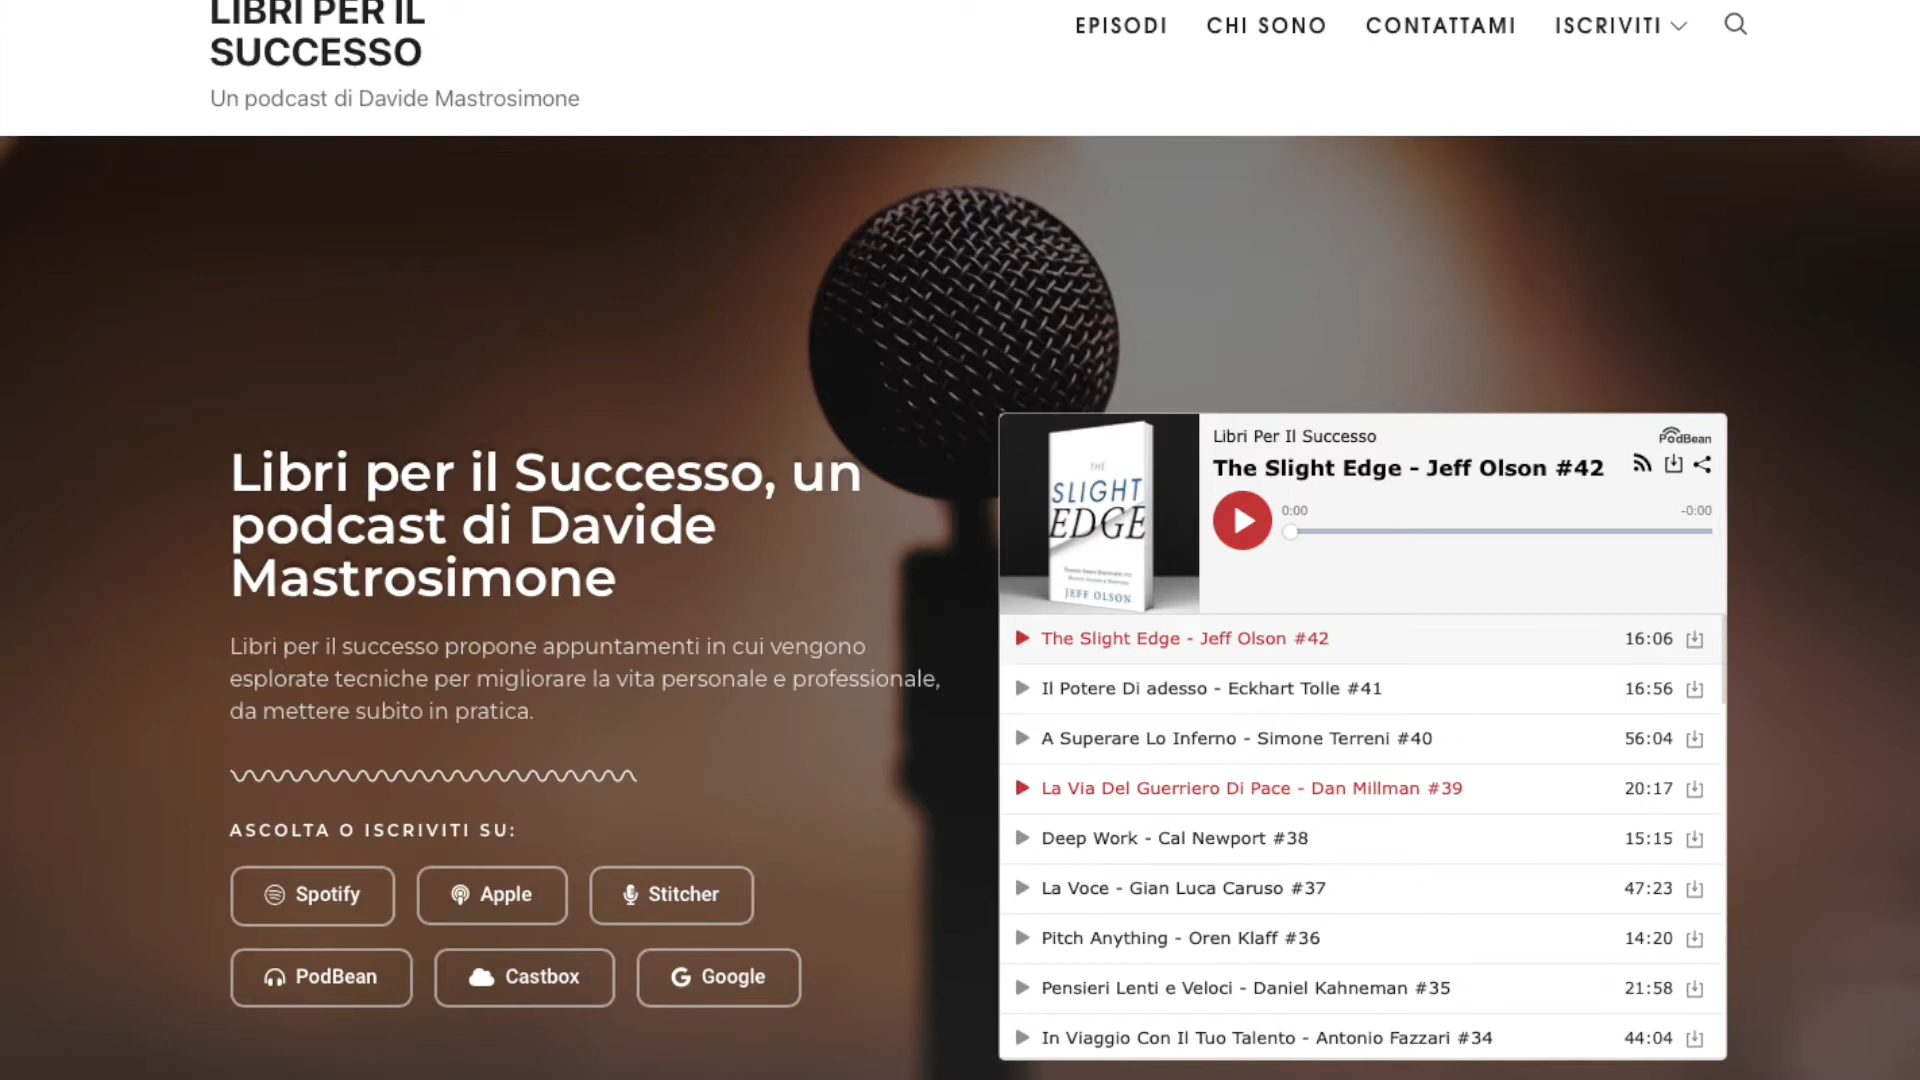 LIBRI PER IL
SUCCESSO
Un podcast di Davide Mastrosimone
EPISODI
CHI SONO
CONTATTAMI
ISCRIVITI
Libri per il Successo, un
podcast di Davide
Mastrosimone
Libri per il successo propone appuntamenti in cui vengono
esplorate tecniche per migliorare la vita personale e professionale,
da mettere subito in pratica.
ASCOLTA O ISCRIVITI SU:
Spotify
Apple
Stitcher
PodBean
Castbox
Google
THE
SLIGHT
EDGE
JEFF OLSON
Libri Per Il Successo
PodBean
The Slight Edge - Jeff Olson #42
0:00
-0:00
The Slight Edge - Jeff Olson #42 16:06
Il Potere Di adesso - Eckhart Tolle #41 16:56
A Superare Lo Inferno - Simone Terreni #40 56:04
La Via Del Guerriero Di Pace - Dan Millman #39 20:17
Deep Work - Cal Newport #38 15:15
La Voce - Gian Luca Caruso #37 47:23
Pitch Anything - Oren Klaff #36 14:20
Pensieri Lenti e Veloci - Daniel Kahneman #35 21:58
In Viaggio Con Il Tuo Talento - Antonio Fazzari #34 44:04